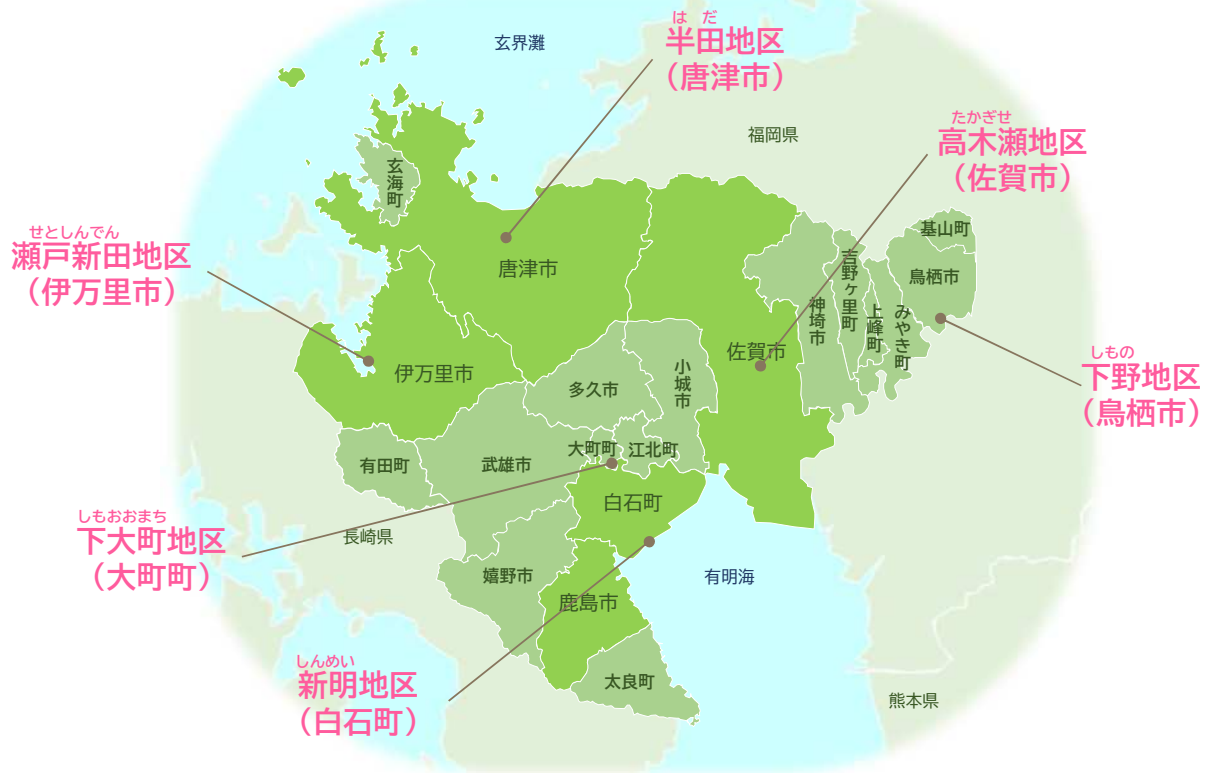 玄界灘
はだ
半田地区
（唐津市）
福岡県
たかぎせ
高木瀬地区
（佐賀市）
玄海町
せとしんでん
瀬戸新田地区
（伊万里市）
唐津市
基山町
鳥栖市
吉野ヶ里町
神埼市
上峰町
みやき町
佐賀市
伊万里市
小城市
多久市
しもの
下野地区
（鳥栖市）
大町町
江北町
有田町
武雄市
白石町
しもおおまち
下大町地区
（大町町）
長崎県
嬉野市
有明海
鹿島市
しんめい
新明地区
（白石町）
太良町
熊本県